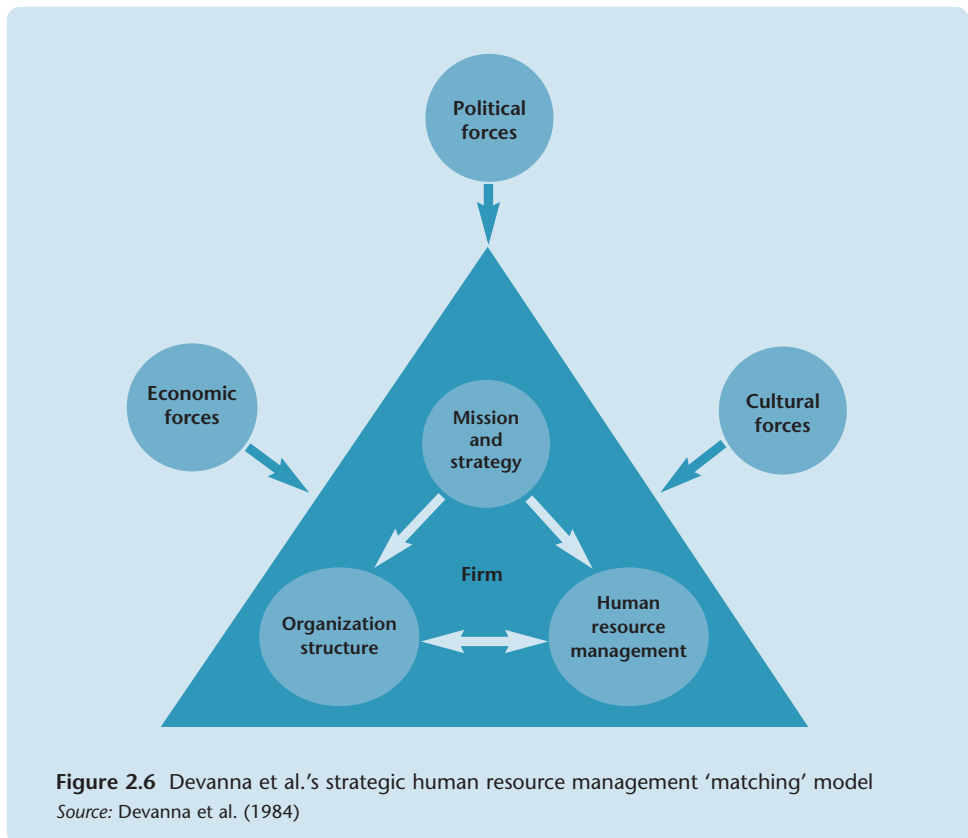 Political
forces
Economic
forces
Cultural
forces
Mission
and
strategy
Firm
Organization
structure
Human
resource
management
Figure 2.6 Devanna et al.'s strategic human resource management ‘matching’ model
Source: Devanna et al. (1984)